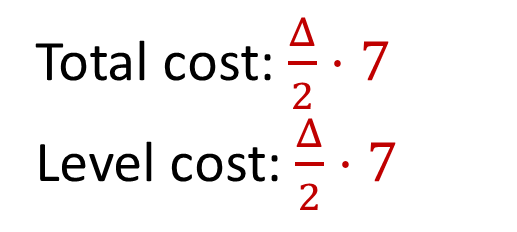 Total cost: Δ/2 · 7
Level cost: Δ/2 · 7